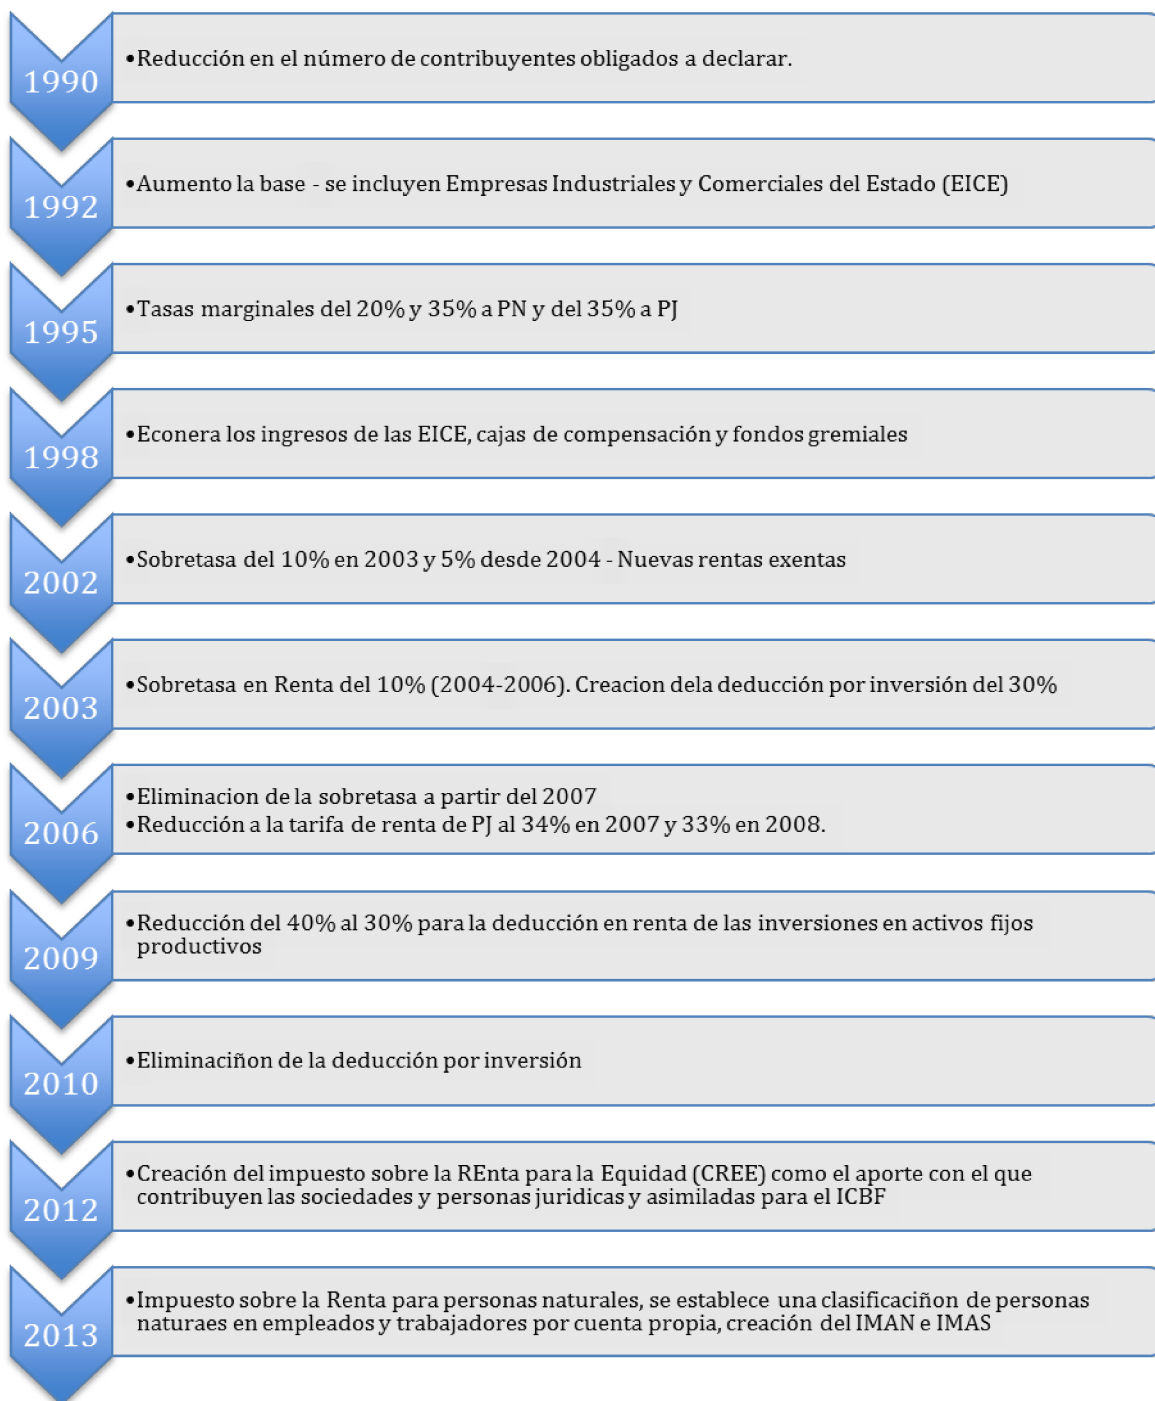 1990
•Reducción en el número de contribuyentes obligados a declarar.
1992
•Aumento la base - se incluyen Empresas Industriales y Comerciales del Estado (EICE)
1995
•Tasas marginales del 20% y 35% a PN y del 35% a PJ
1998
•Econera los ingresos de las EICE, cajas de compensación y fondos gremiales
2002
•Sobretasa del 10% en 2003 y 5% desde 2004 - Nuevas rentas exentas
2003
•Sobretasa en Renta del 10% (2004-2006). Creacion dela deducción por inversión del 30%
2006
•Eliminacion de la sobretasa a partir del 2007
•Reducción a la tarifa de renta de PJ al 34% en 2007 y 33% en 2008.
2009
•Reducción del 40% al 30% para la deducción en renta de las inversiones en activos fijos
productivos
2010
•Eliminaciñon de la deducción por inversión
2012
•Creación del impuesto sobre la REnta para la Equidad (CREE) como el aporte con el que
contribuyen las sociedades y personas juridicas y asimiladas para el ICBF
2013
•Impuesto sobre la Renta para personas naturales, se establece una clasificaciñon de personas
naturaes en empleados y trabajadores por cuenta propia, creación del IMAN e IMAS